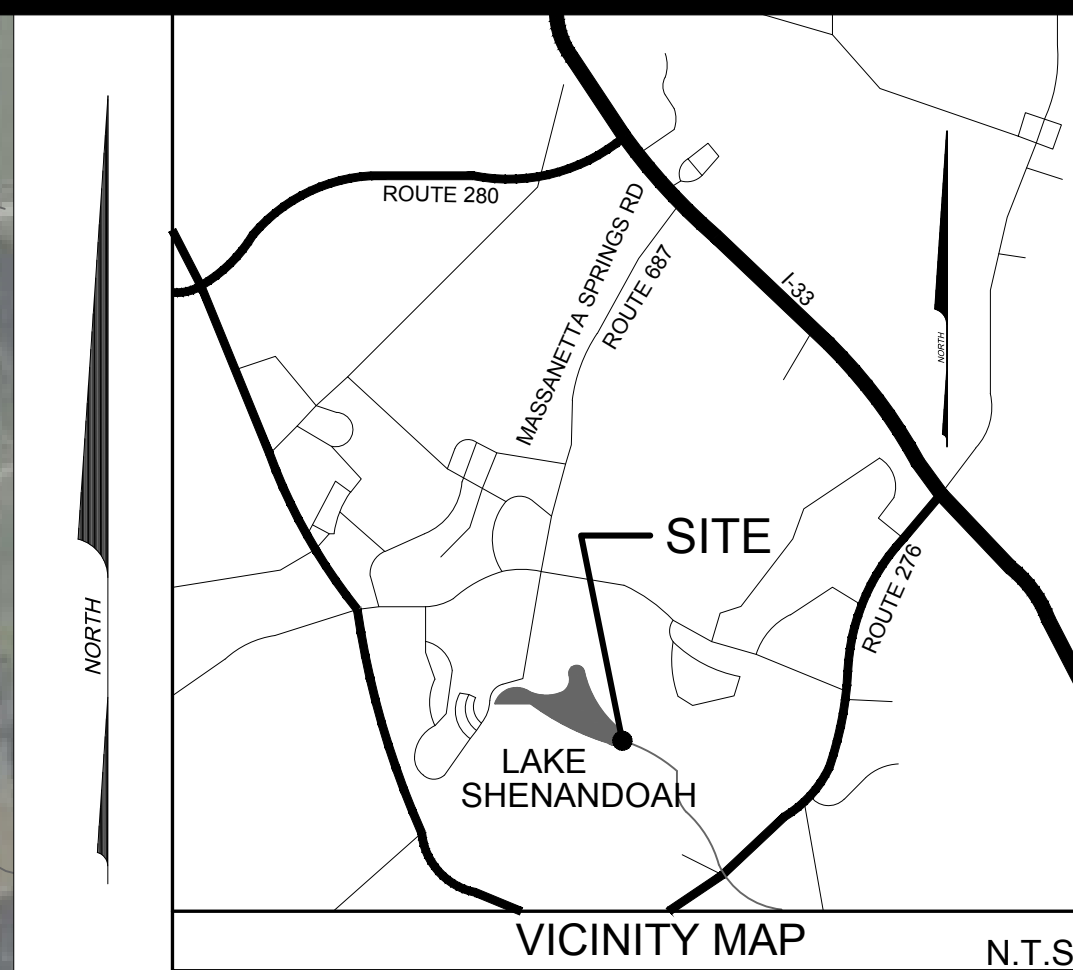 ROUTE 280
MASSANETTA SPRINGS RD
ROUTE 687
I-33
NORTH
SITE
ROUTE 276
NORTH
LAKE
SHENANDOAH
VICINITY MAP
N.T.S